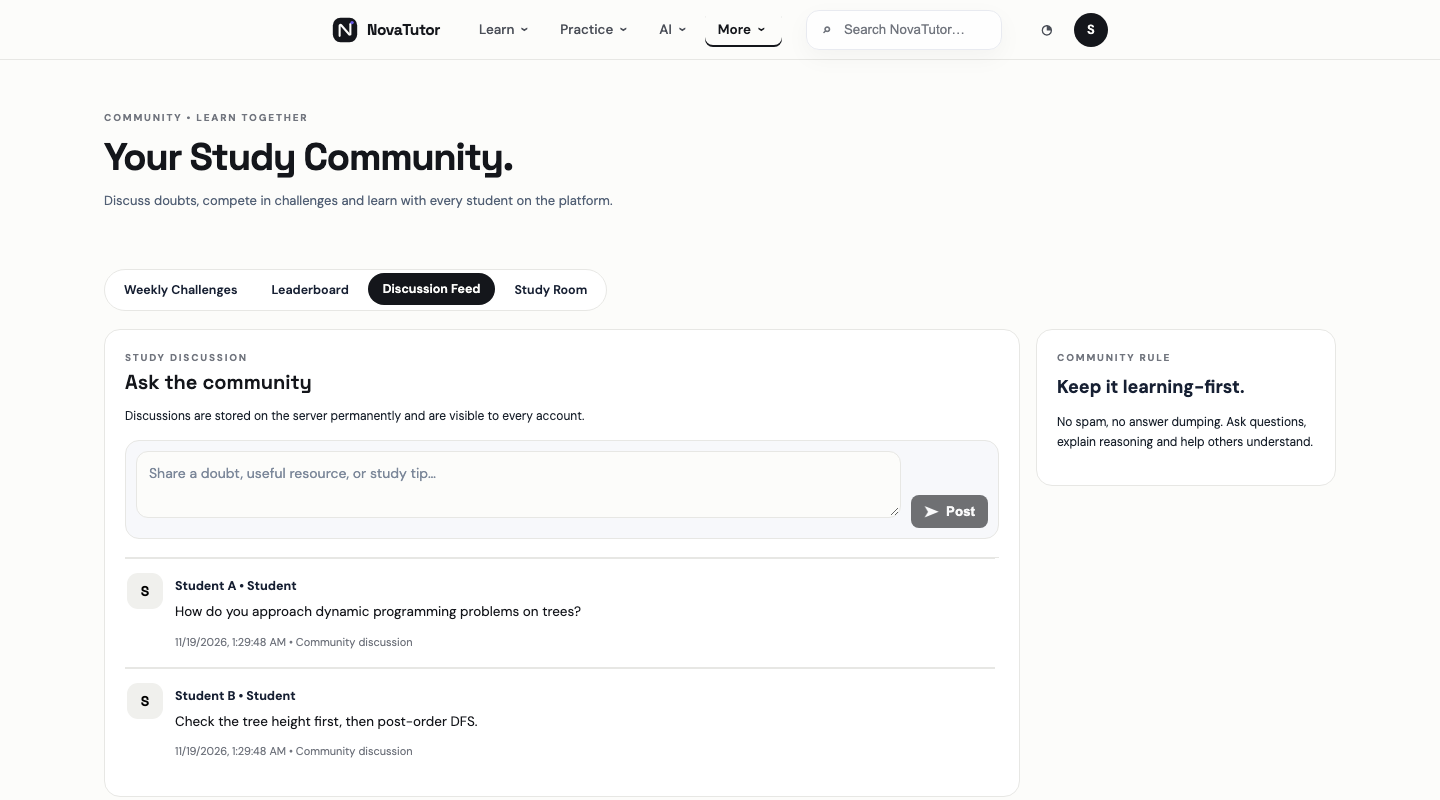 NovaTutor
Learn
Practice
AI
More
Search NovaTutor...
S
COMMUNITY • LEARN TOGETHER
Your Study Community.
Discuss doubts, compete in challenges and learn with every student on the platform.
Weekly Challenges
Leaderboard
Discussion Feed
Study Room
STUDY DISCUSSION
Ask the community
Discussions are stored on the server permanently and are visible to every account.
Share a doubt, useful resource, or study tip...
Post
S
Student A • Student
How do you approach dynamic programming problems on trees?
11/19/2026, 1:29:48 AM • Community discussion
S
Student B • Student
Check the tree height first, then post-order DFS.
11/19/2026, 1:29:48 AM • Community discussion
COMMUNITY RULE
Keep it learning-first.
No spam, no answer dumping. Ask questions,
explain reasoning and help others understand.